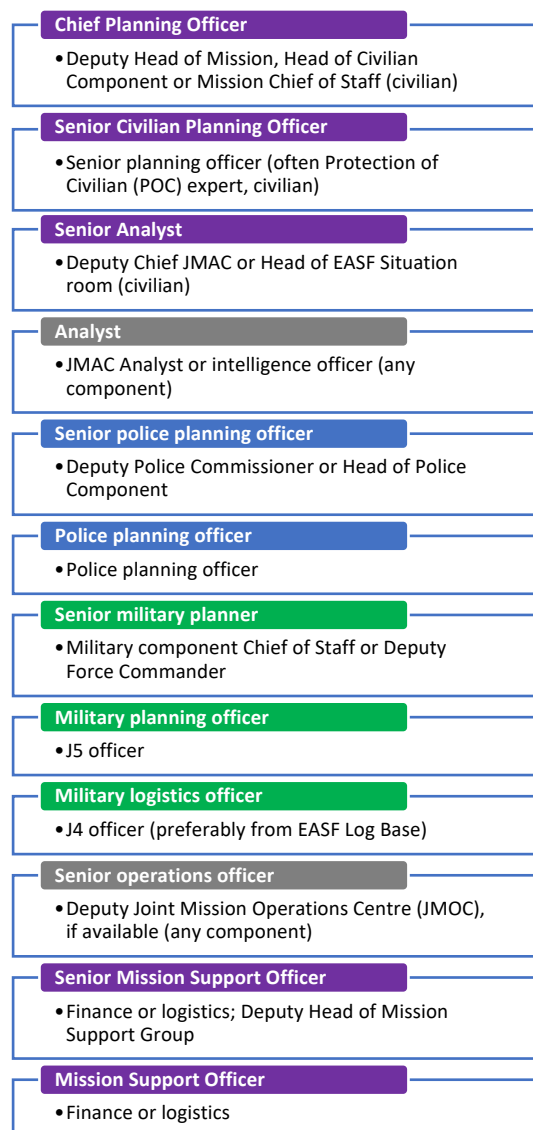 Chief Planning Officer
•Deputy Head of Mission, Head of Civilian
Component or Mission Chief of Staff (civilian)
Senior Civilian Planning Officer
•Senior planning officer (often Protection of
Civilian (POC) expert, civilian)
Senior Analyst
•Deputy Chief JMAC or Head of EASF Situation
room (civilian)
Analyst
•JMAC Analyst or intelligence officer (any
component)
Senior police planning officer
•Deputy Police Commissioner or Head of Police
Component
Police planning officer
•Police planning officer
Senior military planner
•Military component Chief of Staff or Deputy
Force Commander
Military planning officer
•J5 officer
Military logistics officer
•J4 officer (preferably from EASF Log Base)
Senior operations officer
•Deputy Joint Mission Operations Centre (JMOC),
if available (any component)
Senior Mission Support Officer
•Finance or logistics; Deputy Head of Mission
Support Group
Mission Support Officer
•Finance or logistics